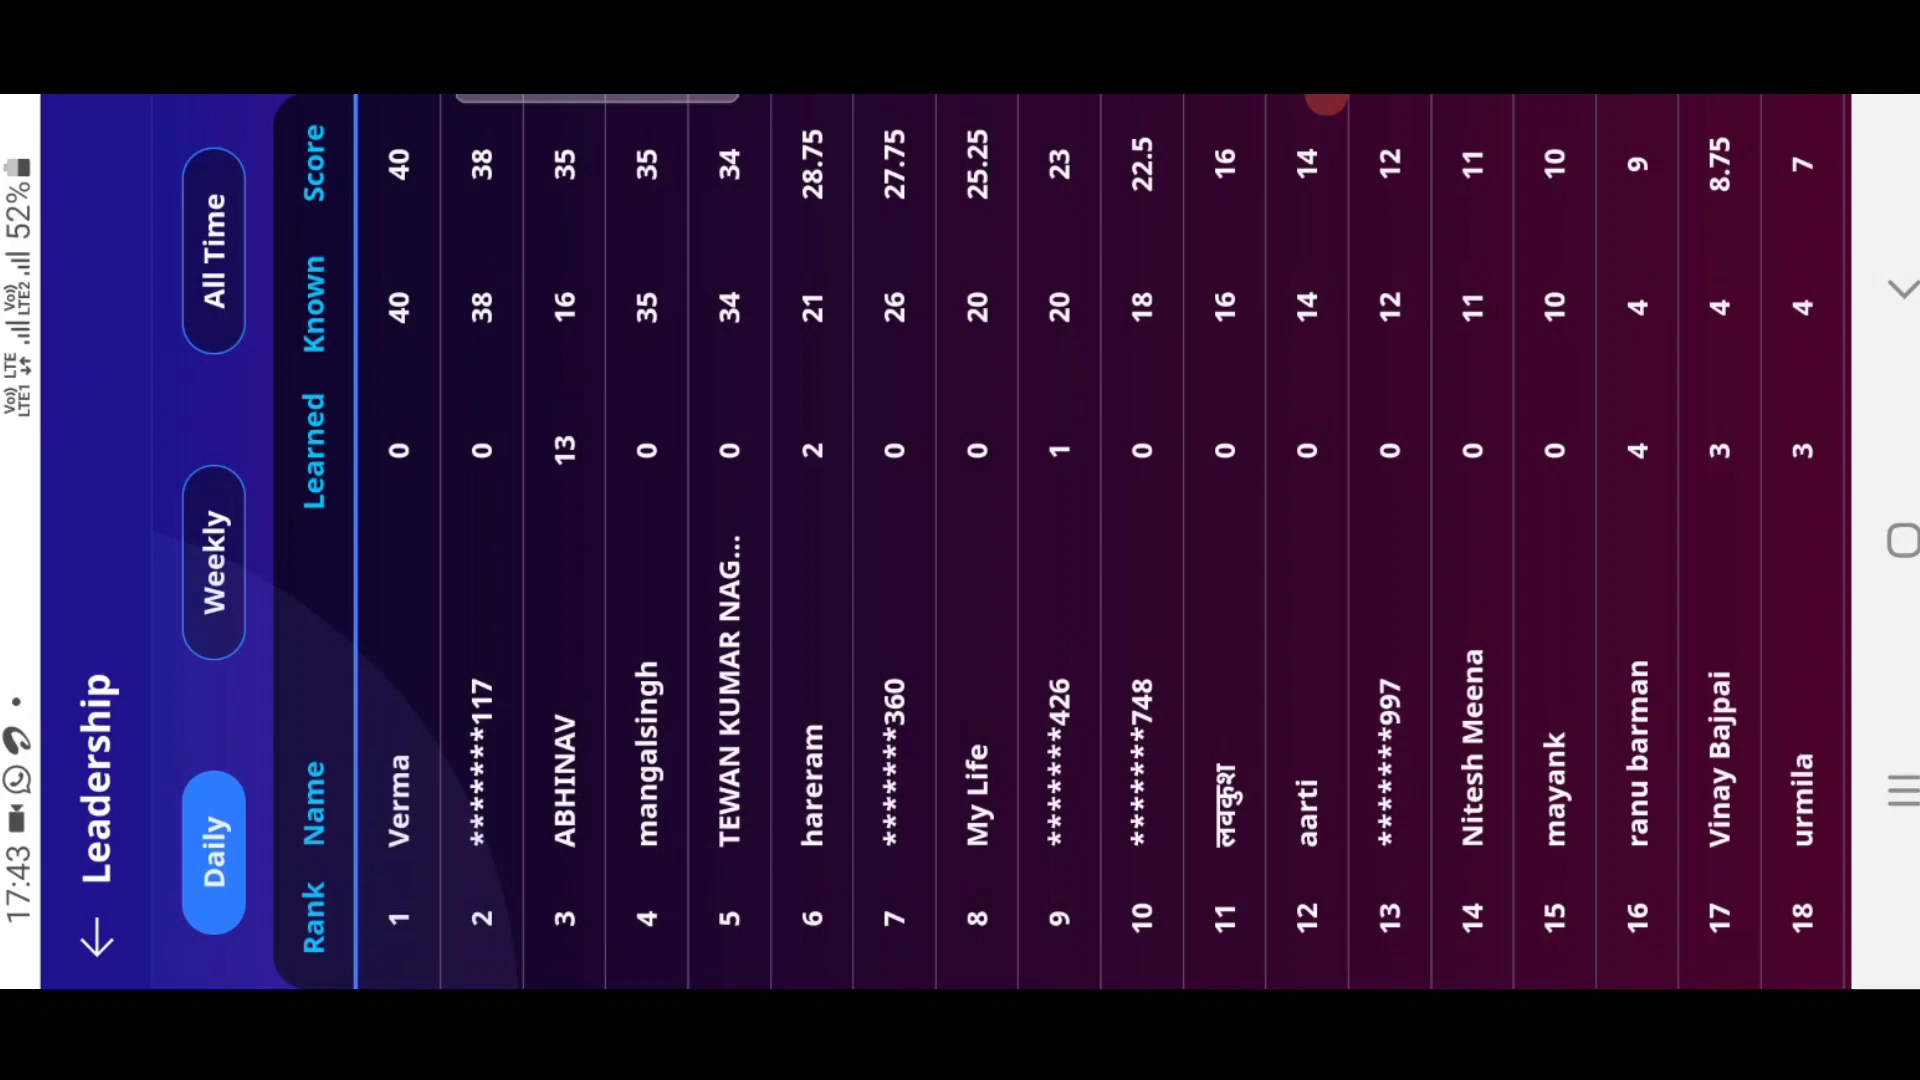 17:43 Vo)) LTE LTE1 Vo)) LTE2 52%
Leadership
Daily Weekly All Time
Rank Name Learned Known Score
1 Verma 0 40 40
2 ********117 0 38 38
3 ABHINAV 13 16 35
4 mangalsingh 0 35 35
5 TEWAN KUMAR NAG... 0 34 34
6 hareram 2 21 28.75
7 ********360 0 26 27.75
8 My Life 0 20 25.25
9 ********426 1 20 23
10 ********748 0 18 22.5
11 लवकुश 0 16 16
12 aarti 0 14 14
13 ********997 0 12 12
14 Nitesh Meena 0 11 11
15 mayank 0 10 10
16 ranu barman 4 4 9
17 Vinay Bajpai 3 4 8.75
18 urmila 3 4 7